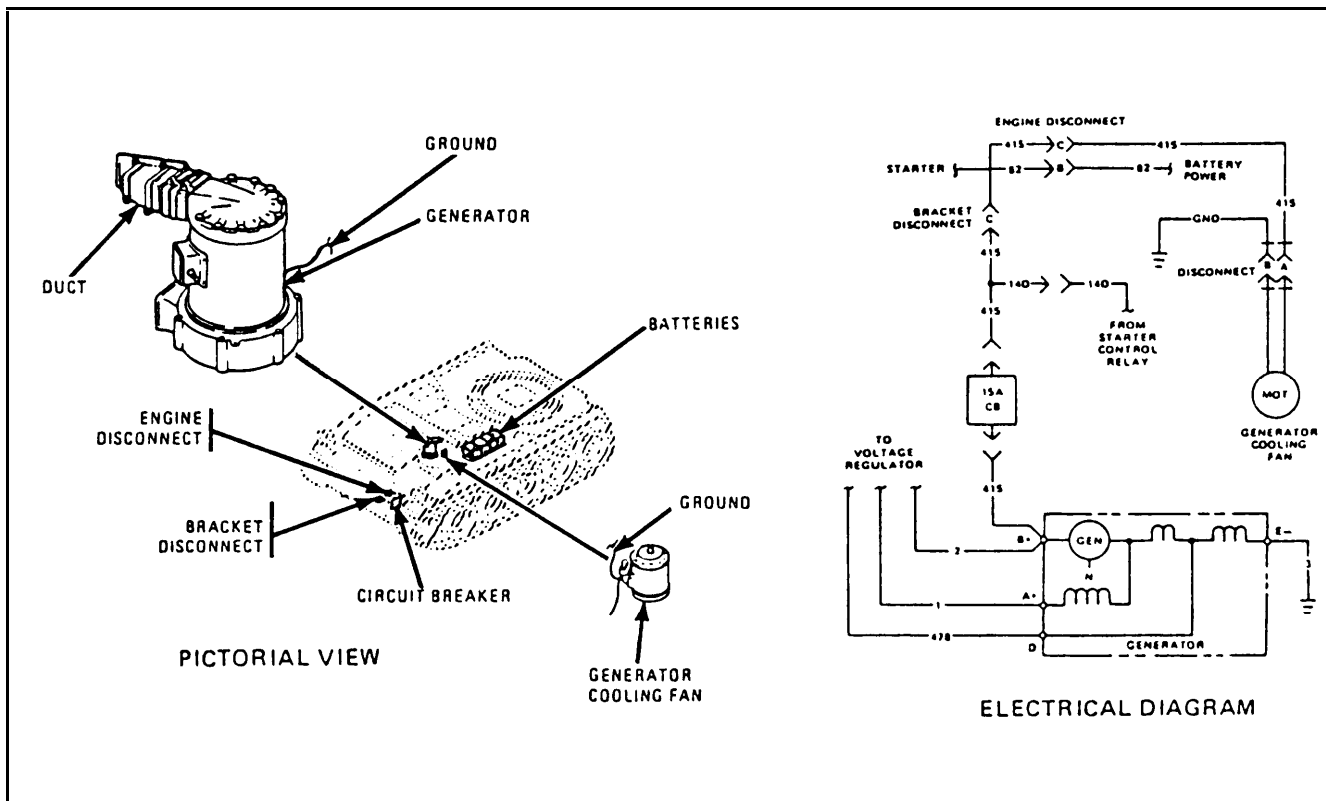 GROUND
GENERATOR
DUCT
BATTERIES
ENGINE
DISCONNECT
BRACKET
DISCONNECT
CIRCUIT BREAKER
GROUND
GENERATOR
COOLING FAN
PICTORIAL VIEW
ENGINE DISCONNECT
415 C 415
STARTER 82 B 82 BATTERY
POWER
BRACKET
DISCONNECT
C
415
415
GND
DISCONNECT
B A
140 140
415
FROM
STARTER
CONTROL
RELAY
15A
CB
MOT
GENERATOR
COOLING
FAN
TO
VOLTAGE
REGULATOR
415
B+
GEN
E-
2
N
3
A+
1
478
D
GENERATOR
ELECTRICAL DIAGRAM